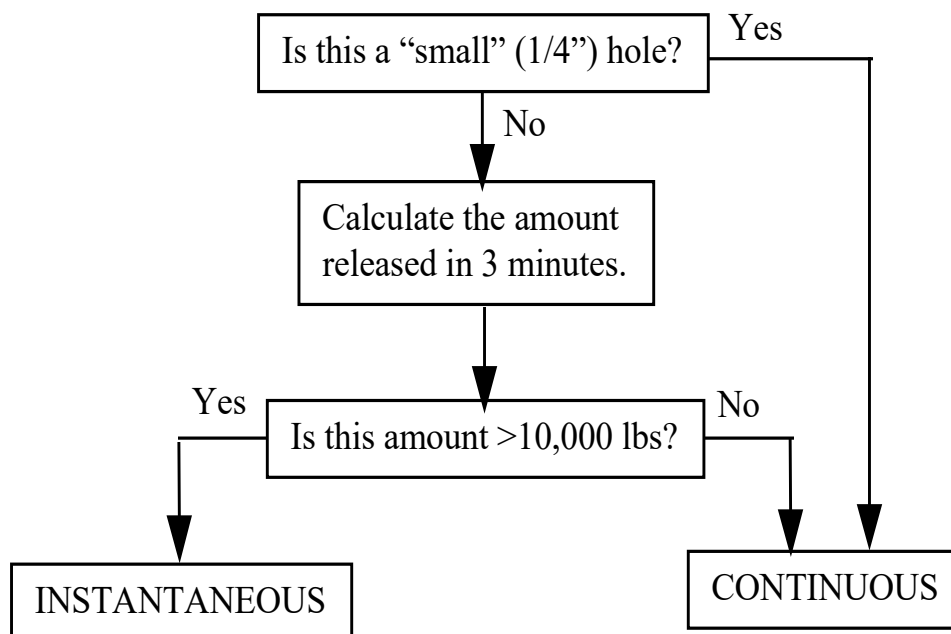 Is this a “small” (1/4”) hole?
Yes
No
Calculate the amount
released in 3 minutes.
Yes
No
Is this amount >10,000 lbs?
INSTANTANEOUS
CONTINUOUS